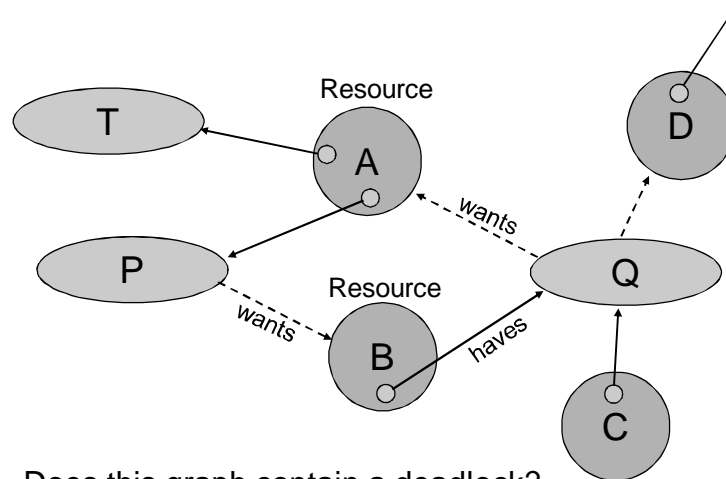 Resource
T
A
D
wants
P
Q
Resource
wants
haves
B
C
Does this graph contain a deadlock?